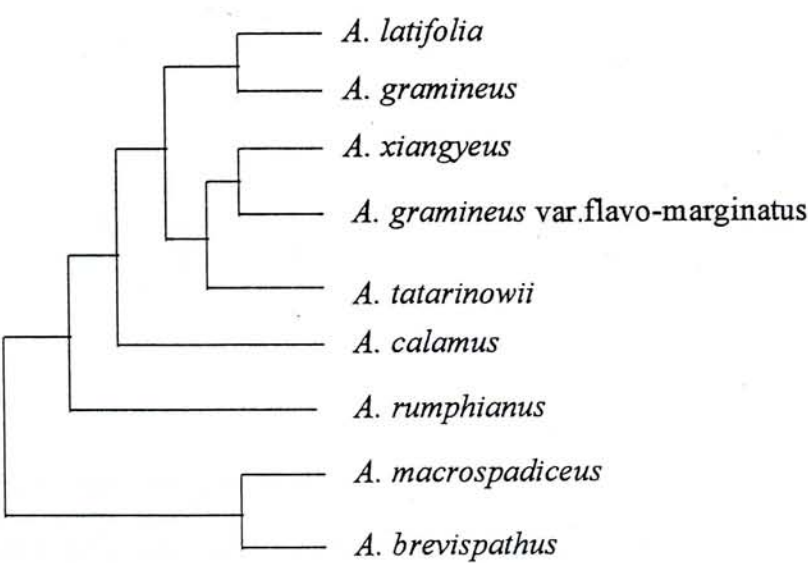 A. latifolia
A. gramineus
A. xiangyeus
A. gramineus var.flavo-marginatus
A. tatarinowii
A. calamus
A. rumphianus
A. macrospadiceus
A. brevispathus